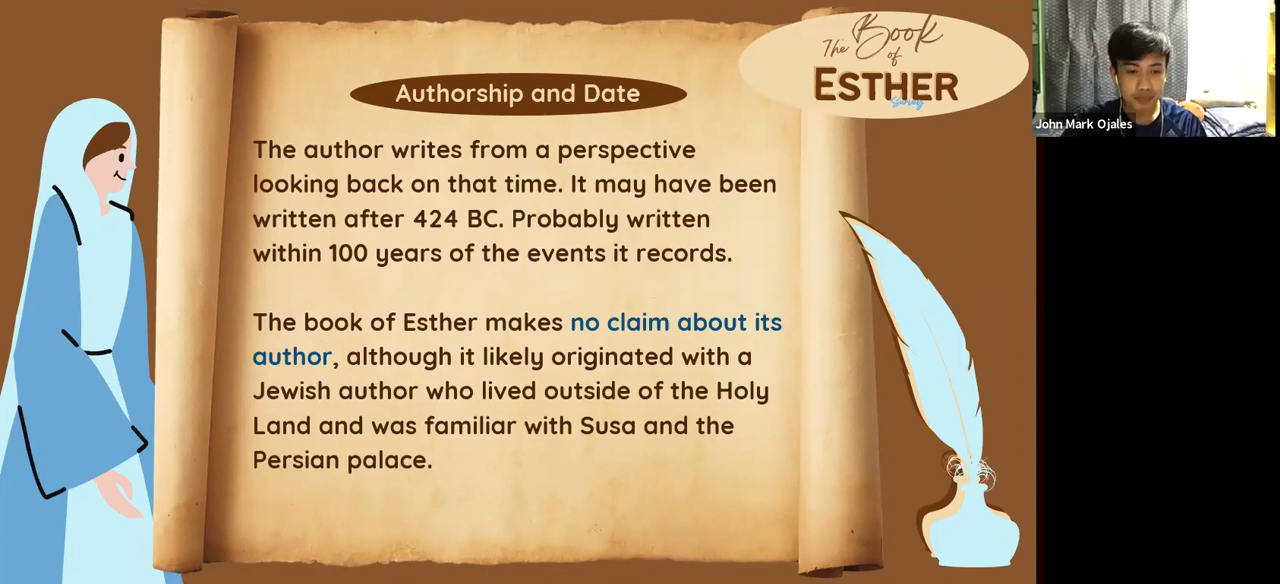 The Book
of
ESTHER
Survey
Authorship and Date
The author writes from a perspective
looking back on that time. It may have been
written after 424 BC. Probably written
within 100 years of the events it records.
The book of Esther makes no claim about its
author, although it likely originated with a
Jewish author who lived outside of the Holy
Land and was familiar with Susa and the
Persian palace.
John Mark Ojales